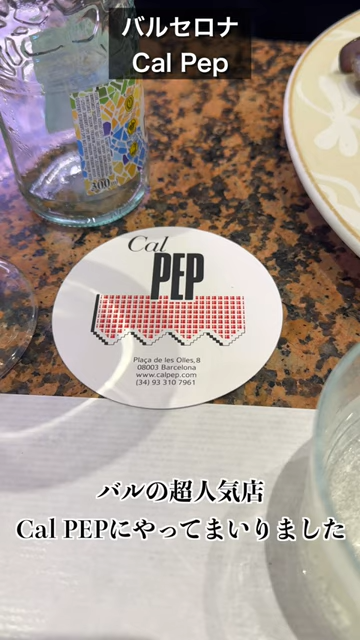 バルセロナ
Cal Pep
300
Cal
PEP
Plaça de les Olles, 8
08003 Barcelona
www.calpep.com
(34) 93 310 7961
バルの超人気店
Cal PEPにやってまいりました